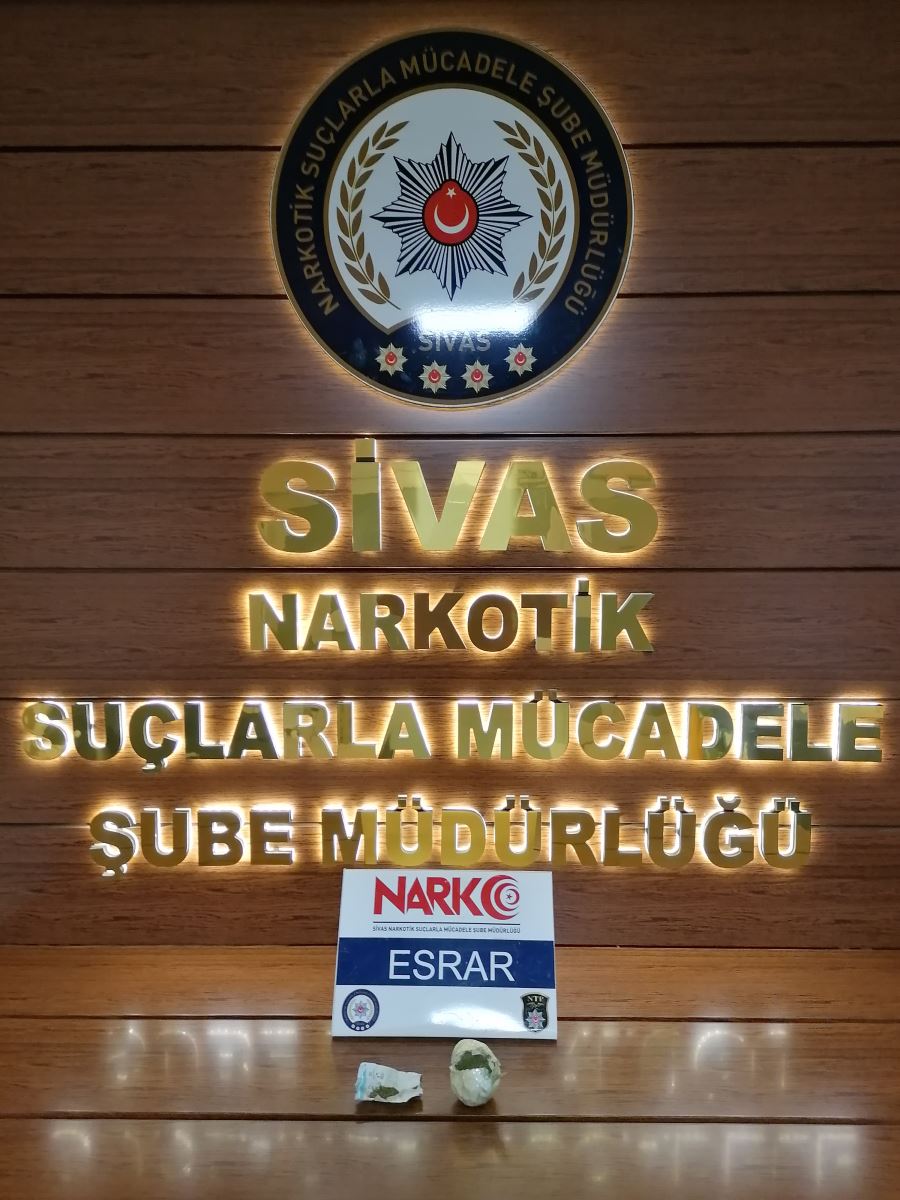 NARKOTİK SUÇLARLA MÜCADELE ŞUBE MÜDÜRLÜĞÜ
SİVAS
SİVAS
NARKOTİK
SUÇLARLA MÜCADELE
ŞUBE MÜDÜRLÜĞÜ
NARKO
SİVAS NARKOTİK SUÇLARLA MÜCADELE ŞUBE MÜDÜRLÜĞÜ
ESRAR